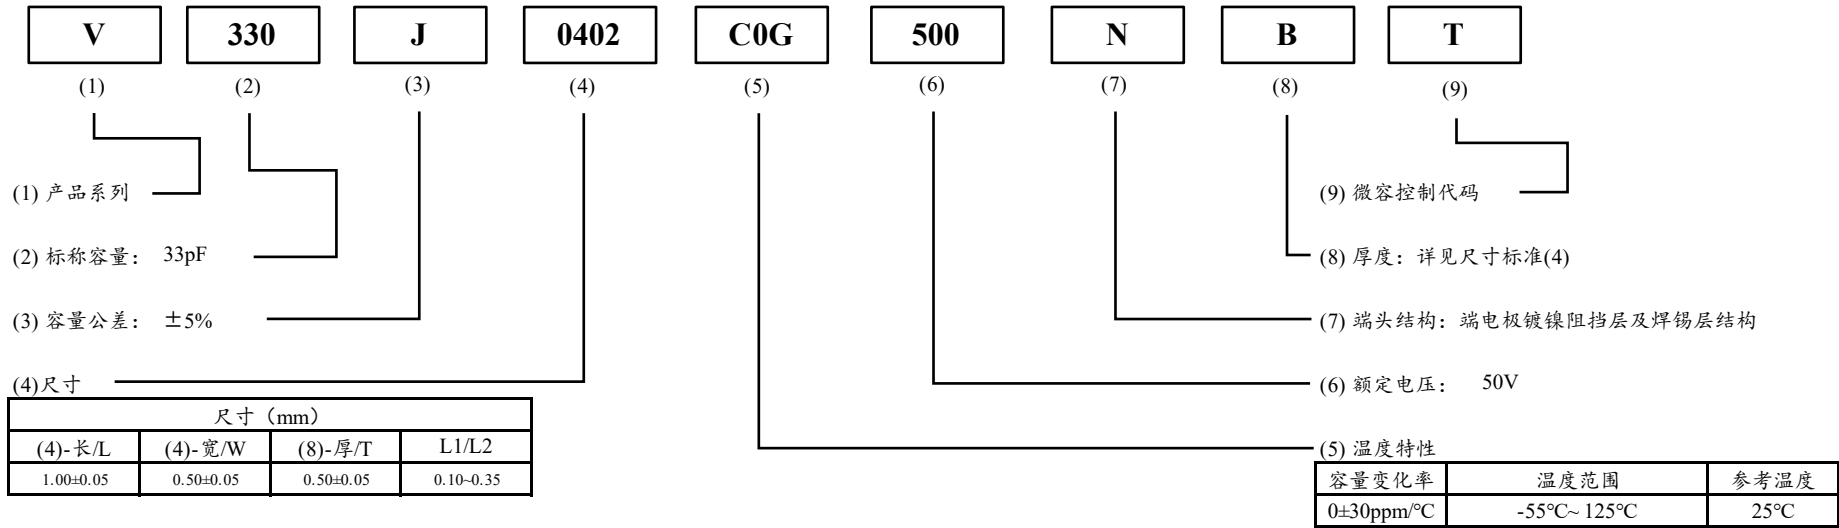 V 330 J 0402 C0G 500 N B T
(1) (2) (3) (4) (5) (6) (7) (8) (9)
(1) 产品系列
(9) 微容控制代码
(2) 标称容量： 33pF
(8) 厚度：详见尺寸标准(4)
(3) 容量公差： ±5%
(7) 端头结构：端电极镀镍阻挡层及焊锡层结构
(4)尺寸
(6) 额定电压： 50V
尺寸（mm）
(4)-长/L (4)-宽/W (8)-厚/T L1/L2
1.00±0.05 0.50±0.05 0.50±0.05 0.10~0.35
(5) 温度特性
容量变化率 温度范围 参考温度
0±30ppm/℃ -55℃~ 125℃ 25℃